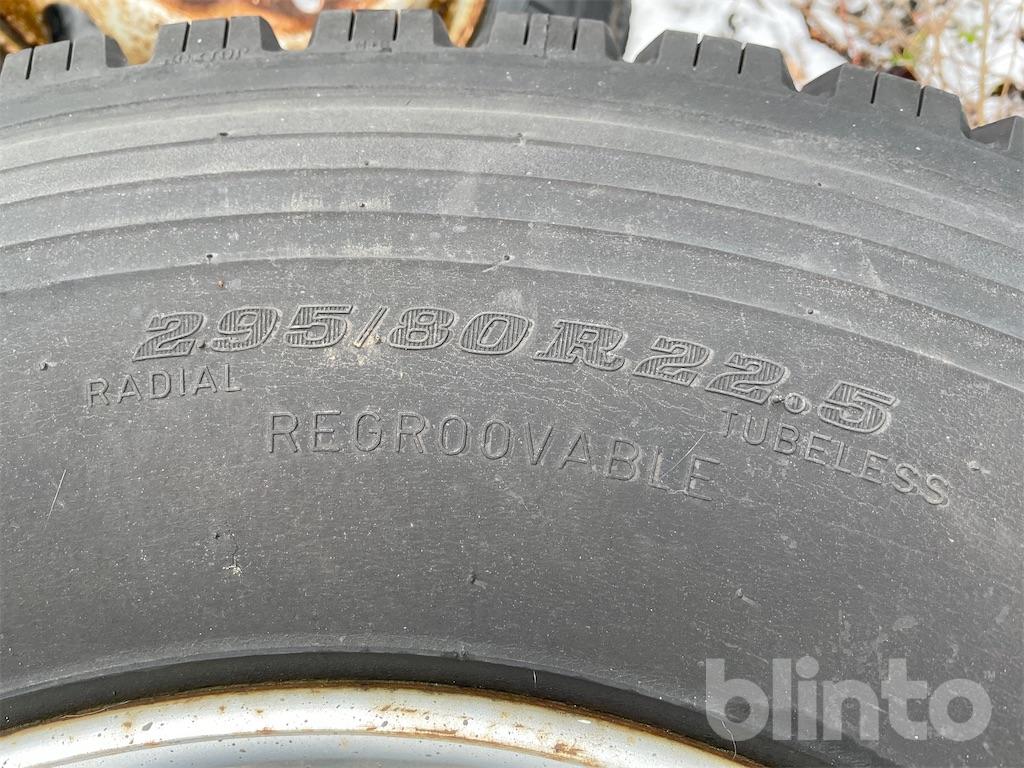 295/80R22.5
RADIAL
TUBELESS
REGROOVABLE
blinto